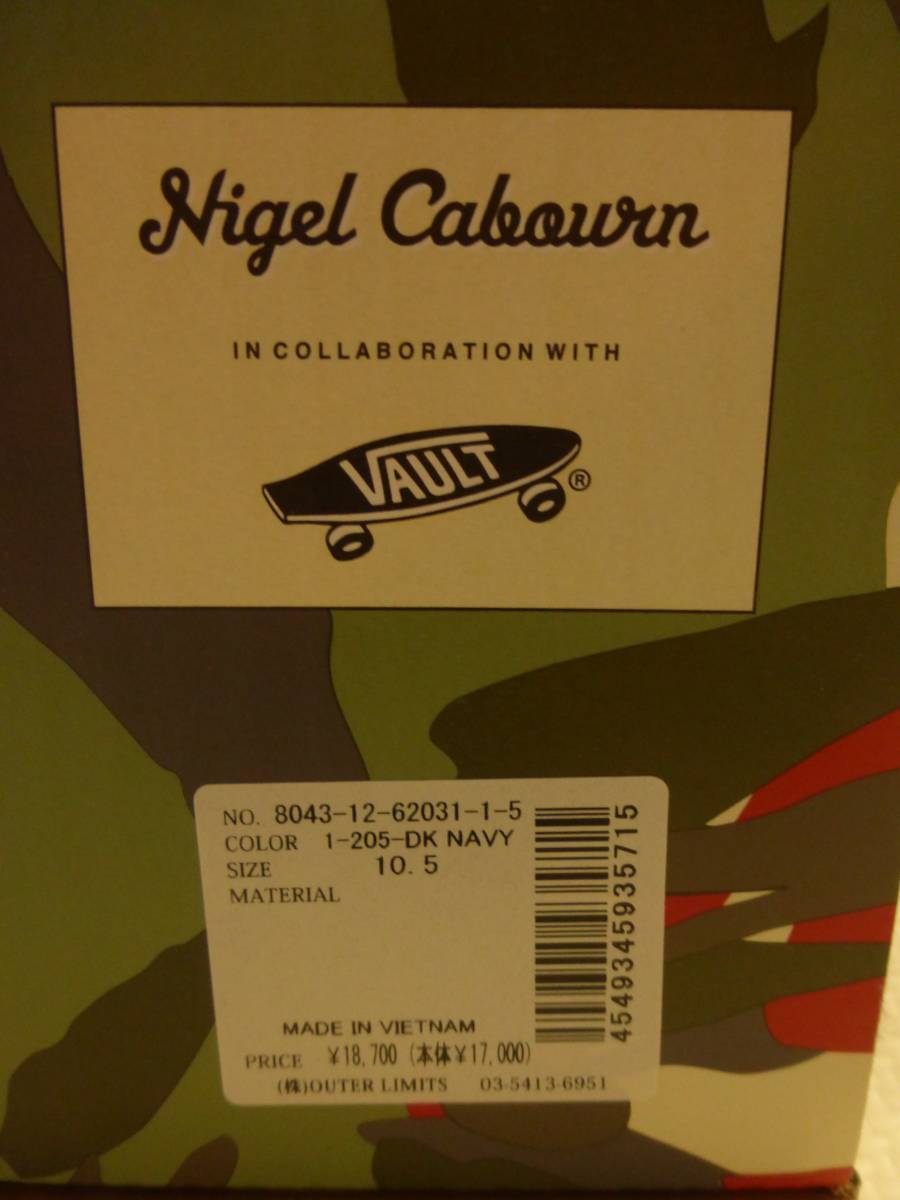 Nigel Cabourn
IN COLLABORATION WITH
VAULT ®
NO. 8043-12-62031-1-5
COLOR 1-205-DK NAVY
SIZE 10.5
MATERIAL
4549345935715
MADE IN VIETNAM
PRICE ¥18,700 (本体¥17,000)
(株)OUTER LIMITS 03-5413-6951